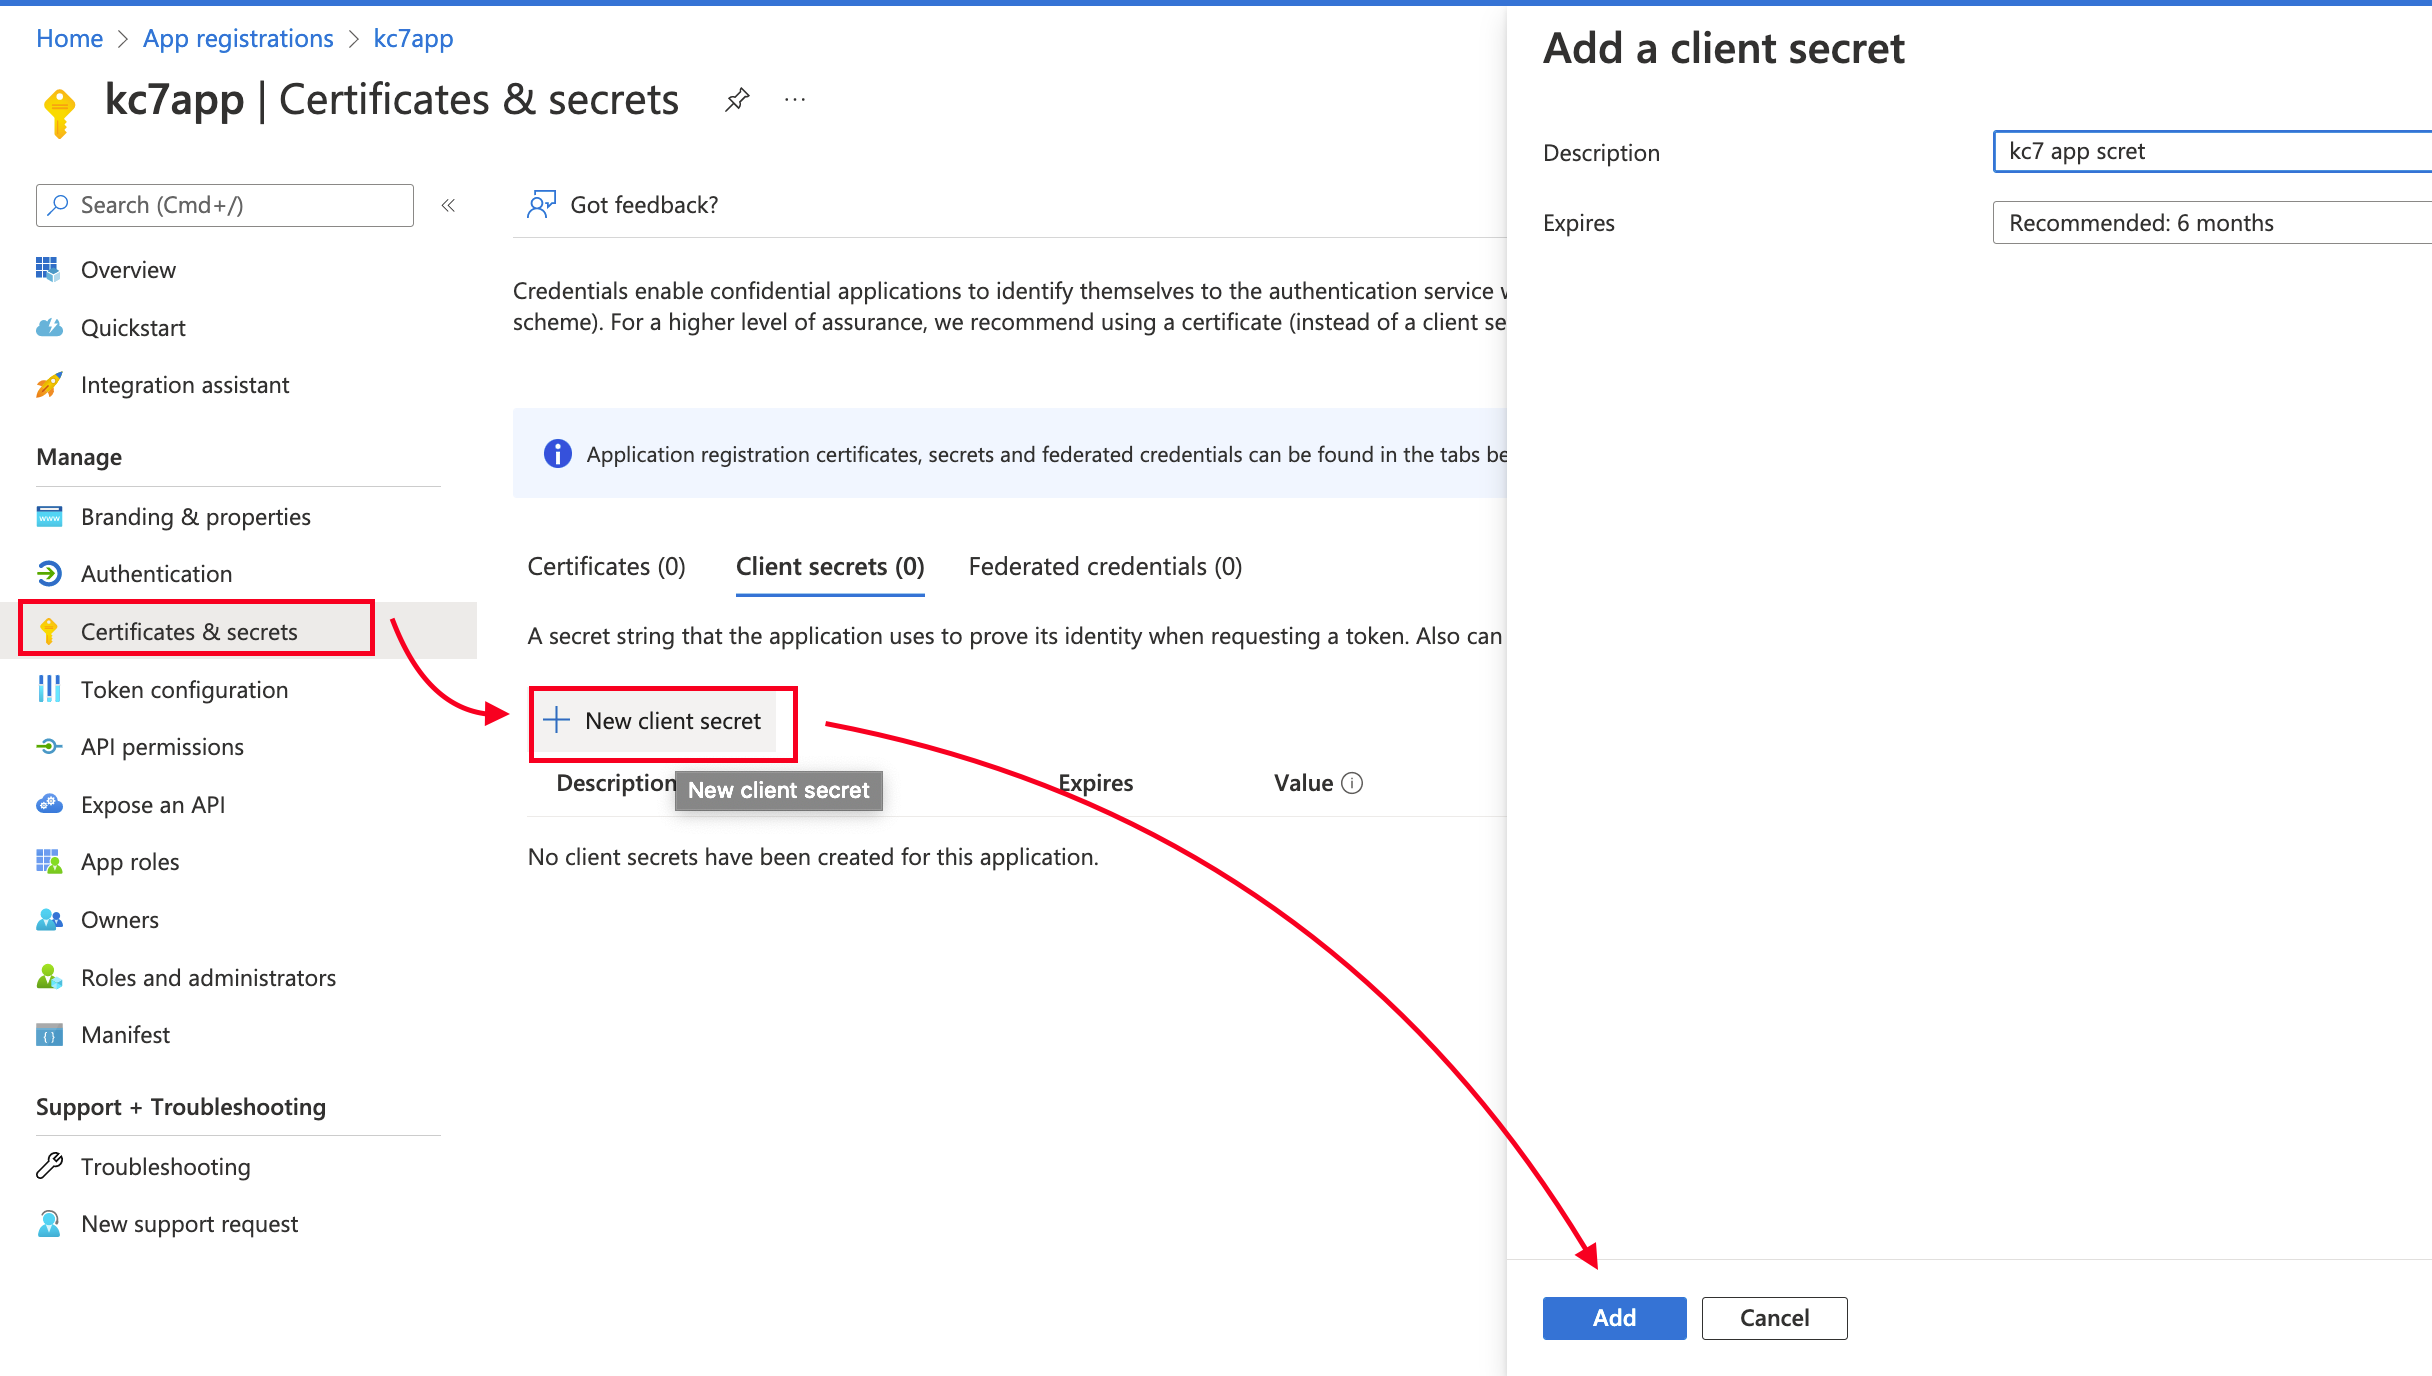 Home > App registrations > kc7app
kc7app | Certificates & secrets
Search (Cmd+/)
Overview
Quickstart
Integration assistant
Manage
Branding & properties
Authentication
Certificates & secrets
Token configuration
API permissions
Expose an API
App roles
Owners
Roles and administrators
Manifest
Support + Troubleshooting
Troubleshooting
New support request
Got feedback?
Credentials enable confidential applications to identify themselves to the authentication service
scheme). For a higher level of assurance, we recommend using a certificate (instead of a client se
Application registration certificates, secrets and federated credentials can be found in the tabs be
Certificates (0) Client secrets (0) Federated credentials (0)
A secret string that the application uses to prove its identity when requesting a token. Also can
New client secret
Description Expires Value
New client secret
No client secrets have been created for this application.
Add a client secret
Description kc7 app scret
Expires Recommended: 6 months
Add Cancel